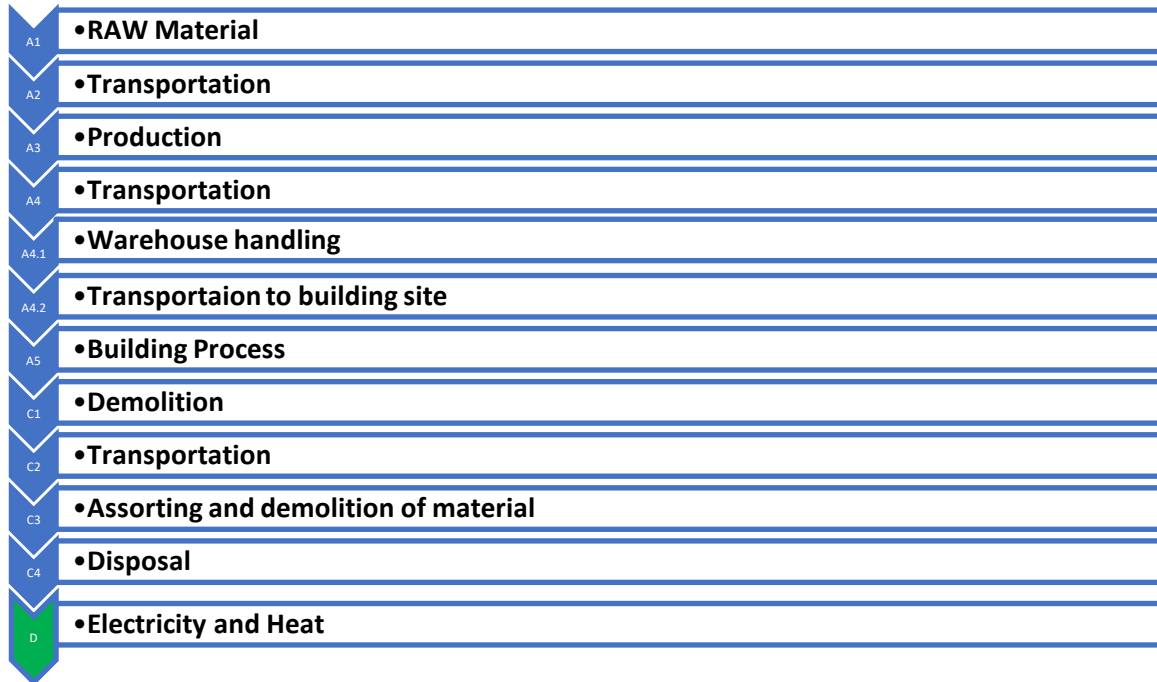 A1 •RAW Material
A2 •Transportation
A3 •Production
A4 •Transportation
A4.1 •Warehouse handling
A4.2 •Transportaion to building site
A5 •Building Process
C1 •Demolition
C2 •Transportation
C3 •Assorting and demolition of material
C4 •Disposal
D •Electricity and Heat